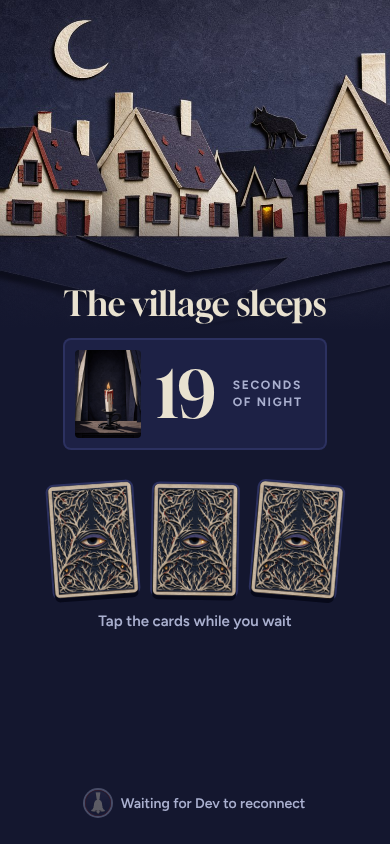 The village sleeps
19
SECONDS
OF NIGHT
Tap the cards while you wait
Waiting for Dev to reconnect